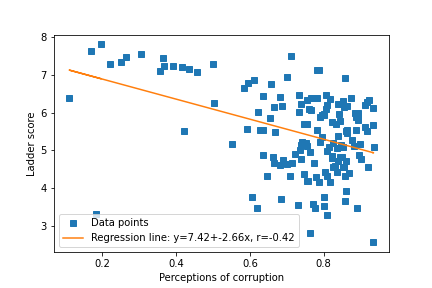 8
7
6
5
4
3
Ladder score
Data points
Regression line: y=7.42+-2.66x, r=-0.42
0.2
0.4
0.6
0.8
Perceptions of corruption